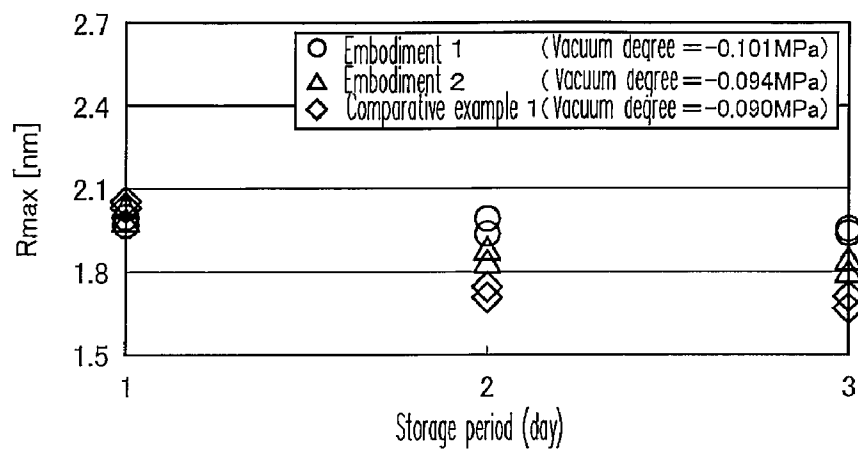 2.7
○ Embodiment 1 (Vacuum degree=-0.101MPa)
△ Embodiment 2 (Vacuum degree=-0.094MPa)
◇ Comparative example 1 (Vacuum degree=-0.090MPa)
2.4
2.1
1.8
1.5
Rmax [nm]
1 2 3
Storage period (day)